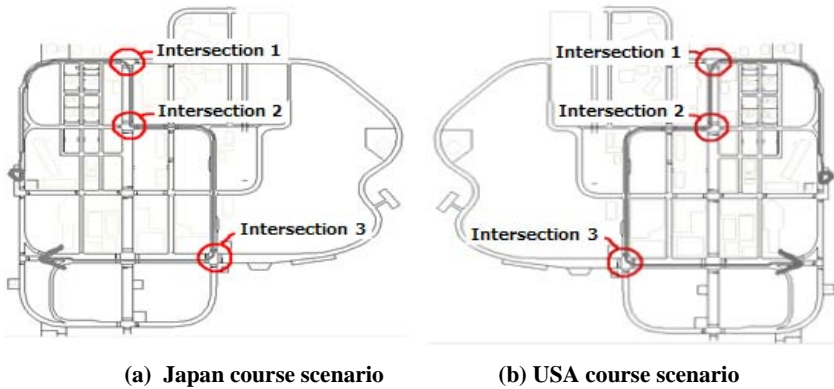 Intersection 1
Intersection 2
Intersection 3
Intersection 1
Intersection 2
Intersection 3
(a) Japan course scenario
(b) USA course scenario